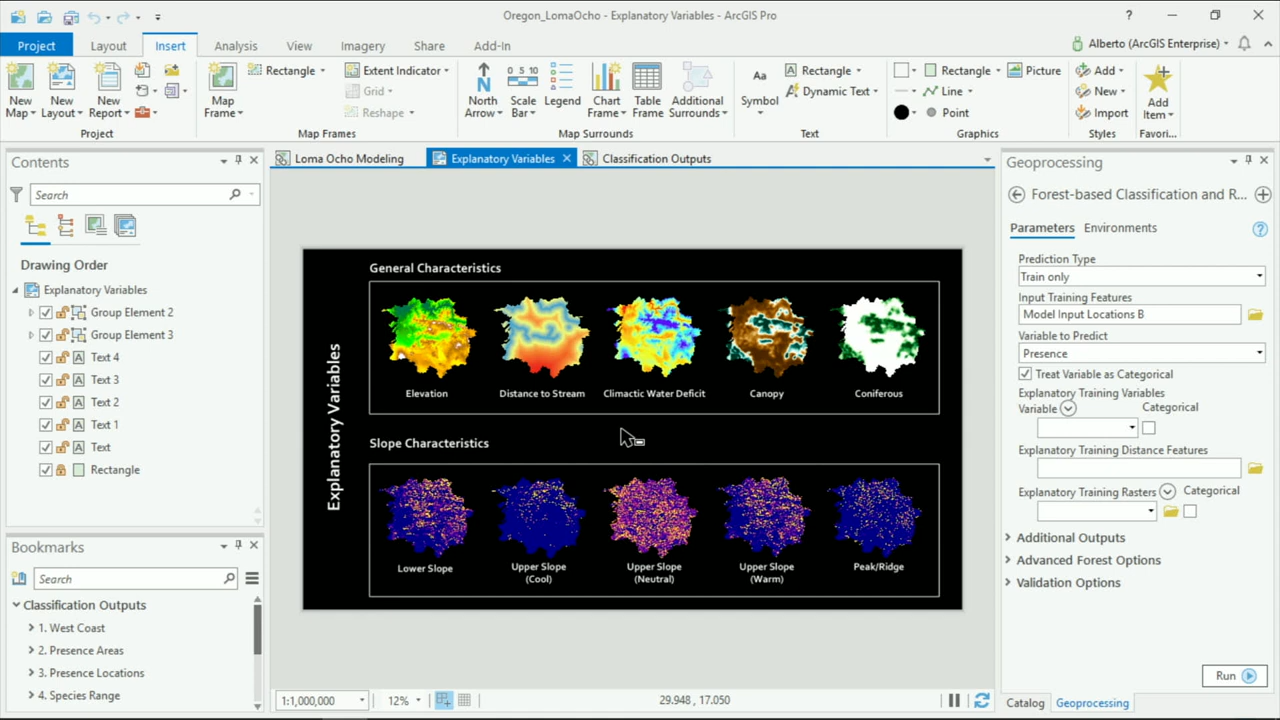 Oregon_LomaOcho - Explanatory Variables - ArcGIS Pro
?
Project
Layout
Insert
Analysis
View
Imagery
Share
Add-In
Alberto (ArcGIS Enterprise)
New Map
New Layout
New Report
Project
Map Frame
Rectangle
Extent Indicator
Grid
Reshape
Map Frames
N
North Arrow
0 5 10
Scale Bar
Legend
Chart Frame
Table Frame
Additional Surrounds
Map Surrounds
Aa
Symbol
A Rectangle
A Dynamic Text
Text
Rectangle
Picture
Line
Point
Graphics
Add
New
Import
Styles
Add Item
Favori...
Contents
Search
Drawing Order
Explanatory Variables
Group Element 2
Group Element 3
A Text 4
A Text 3
A Text 2
A Text 1
A Text
Rectangle
Bookmarks
Search
Classification Outputs
1. West Coast
2. Presence Areas
3. Presence Locations
4. Species Range
Loma Ocho Modeling
Explanatory Variables
Classification Outputs
Explanatory Variables
General Characteristics
Elevation
Distance to Stream
Climactic Water Deficit
Canopy
Coniferous
Slope Characteristics
Lower Slope
Upper Slope
(Cool)
Upper Slope
(Neutral)
Upper Slope
(Warm)
Peak/Ridge
1:1,000,000
12%
29.948 , 17.050
Geoprocessing
Forest-based Classification and R...
Parameters
Environments
?
Prediction Type
Train only
Input Training Features
Model Input Locations B
Variable to Predict
Presence
Treat Variable as Categorical
Explanatory Training Variables
Variable
Categorical
Explanatory Training Distance Features
Explanatory Training Rasters
Categorical
Additional Outputs
Advanced Forest Options
Validation Options
Run
Catalog
Geoprocessing